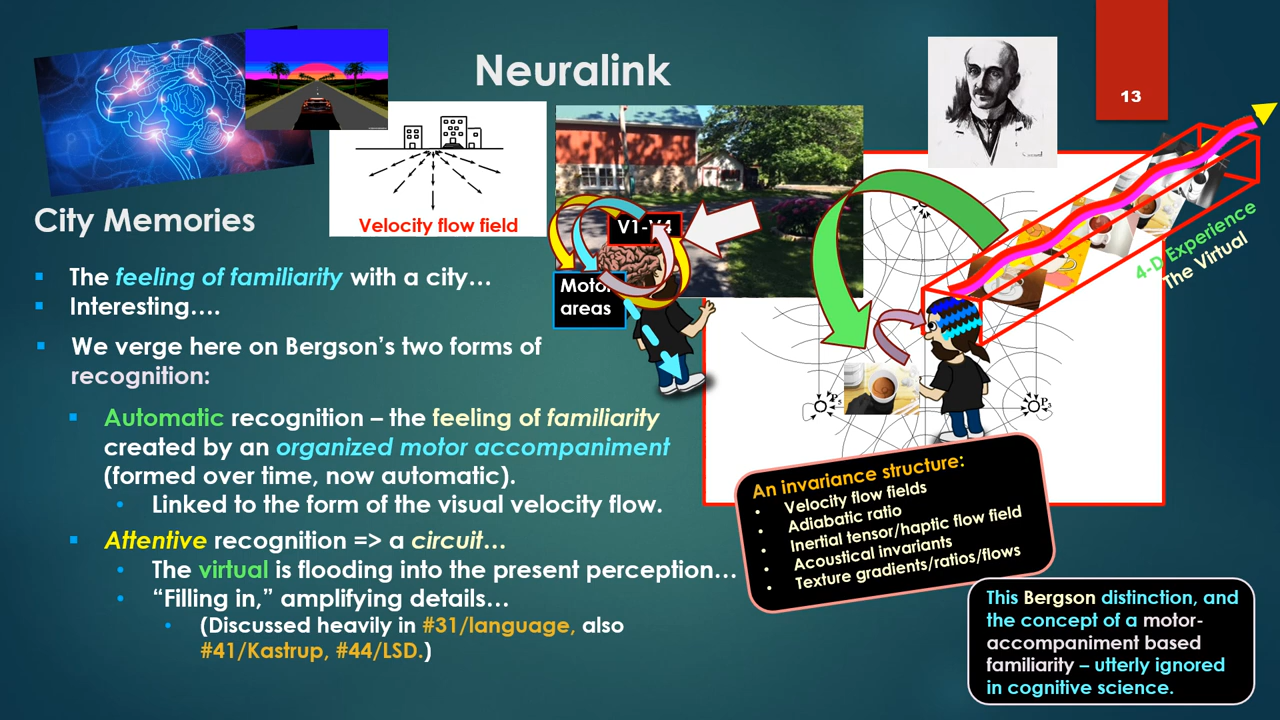 Neuralink
13
Velocity flow field
City Memories
The feeling of familiarity with a city…
Interesting….
We verge here on Bergson’s two forms of
recognition:
Automatic recognition – the feeling of familiarity
created by an organized motor accompaniment
(formed over time, now automatic).
Linked to the form of the visual velocity flow.
Attentive recognition => a circuit…
The virtual is flooding into the present perception…
“Filling in,” amplifying details…
(Discussed heavily in #31/language, also
#41/Kastrup, #44/LSD.)
V1-V4
Motor
areas
4-D Experience
The Virtual
An invariance structure:
Velocity flow fields
Adiabatic ratio
Inertial tensor/haptic flow field
Acoustical invariants
Texture gradients/ratios/flows
This Bergson distinction, and
the concept of a motor-
accompaniment based
familiarity – utterly ignored
in cognitive science.